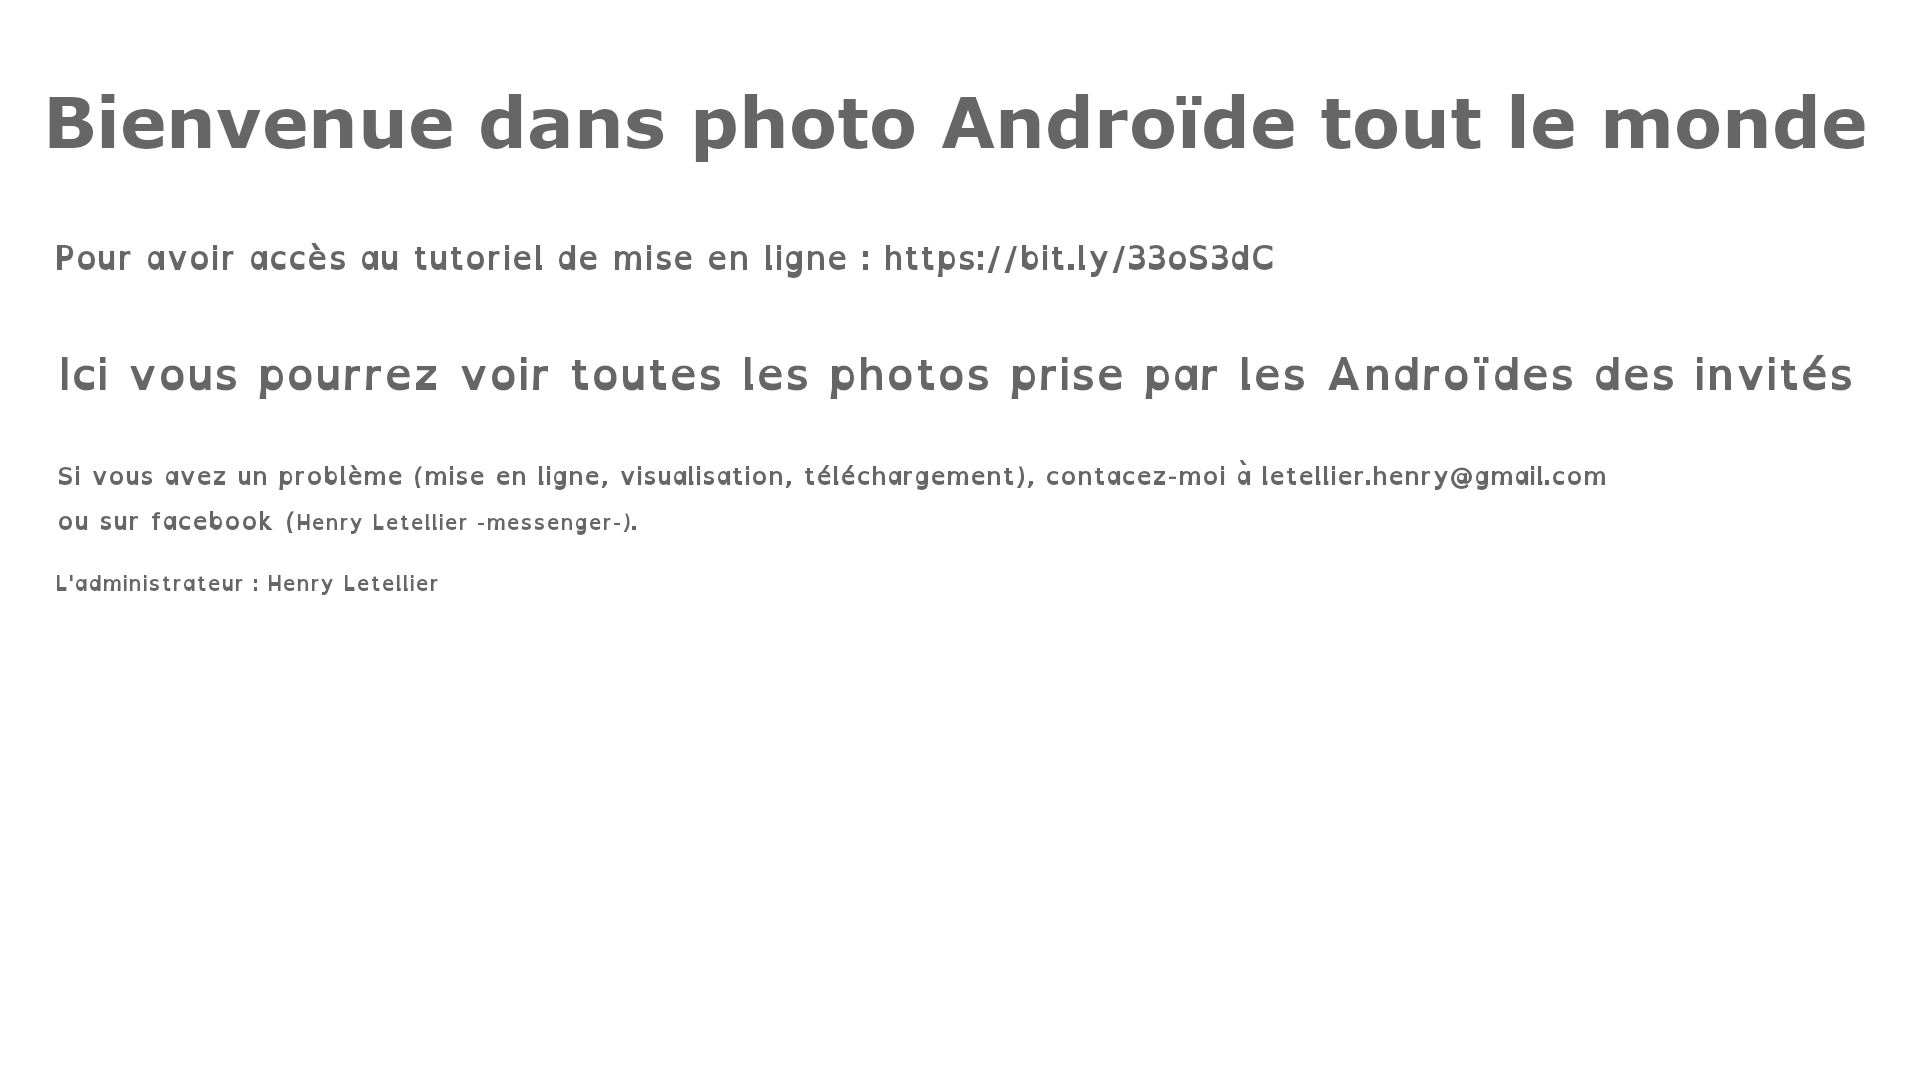 Bienvenue dans photo Androïde tout le monde
Pour avoir accès au tutoriel de mise en ligne : https://bit.ly/33oS3dC
Ici vous pourrez voir toutes les photos prise par les Androïdes des invités
Si vous avez un problème (mise en ligne, visualisation, téléchargement), contacez-moi à letellier.henry@gmail.com
ou sur facebook (Henry Letellier -messenger-).
L'administrateur : Henry Letellier